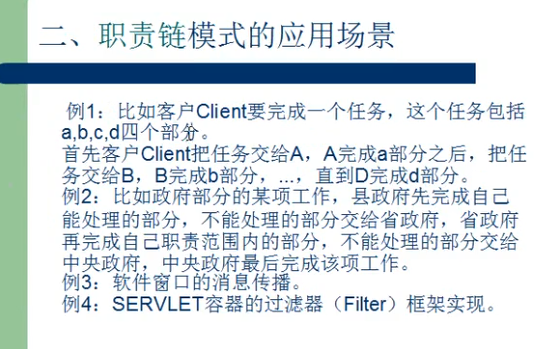 二、职责链模式的应用场景
例1：比如客户Client要完成一个任务，这个任务包括
a,b,c,d四个部分。
首先客户Client把任务交给A，A完成a部分之后，把任
务交给B，B完成b部分，...，直到D完成d部分。
例2：比如政府部分的某项工作，县政府先完成自己
能处理的部分，不能处理的部分交给省政府，省政府
再完成自己职责范围内的部分，不能处理的部分交给
中央政府，中央政府最后完成该项工作。
例3：软件窗口的消息传播。
例4：SERVLET容器的过滤器（Filter）框架实现。